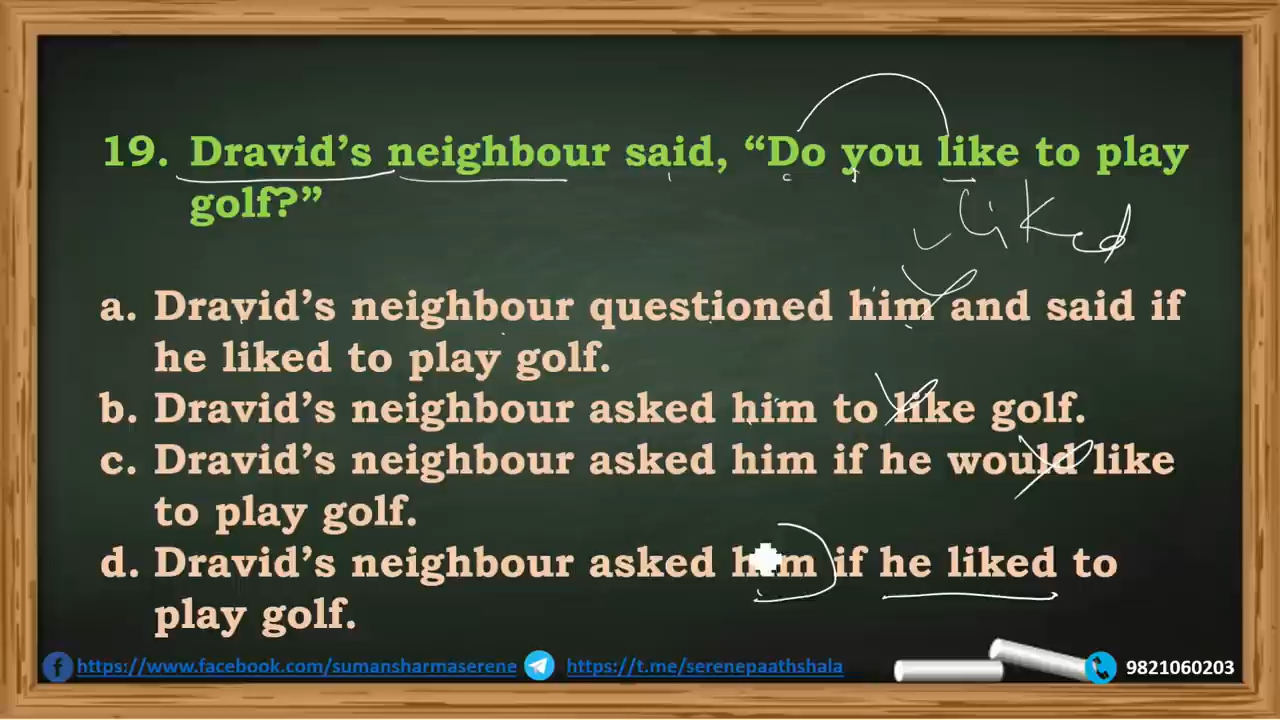 19. Dravid's neighbour said, “Do you like to play
golf?”
liked
a. Dravid's neighbour questioned him and said if
he liked to play golf.
b. Dravid's neighbour asked him to like golf.
c. Dravid's neighbour asked him if he would like
to play golf.
d. Dravid's neighbour asked him if he liked to
play golf.
https://www.facebook.com/sumansharmaserene https://t.me/serenepaathshala 9821060203